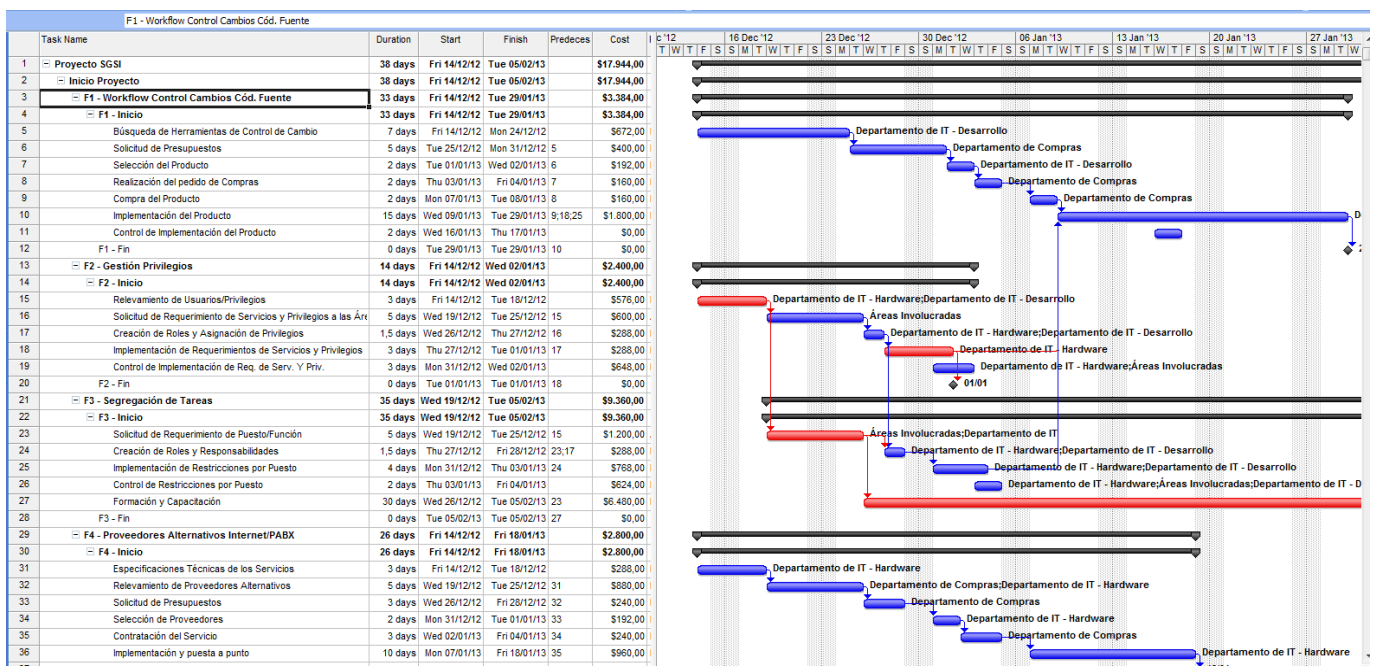 F1 - Workflow Control Cambios Cód. Fuente
Task Name Duration Start Finish Predeces Cost
c '12 16 Dec '12 23 Dec '12 30 Dec '12 06 Jan '13 13 Jan '13 20 Jan '13 27 Jan '13
T W T F S S M T W T F S S M T W T F S S M T W T F S S M T W T F S S M T W T F S S M T W T F S S M T W
1 Proyecto SGSI 38 days Fri 14/12/12 Tue 05/02/13 $17.944,00
2 Inicio Proyecto 38 days Fri 14/12/12 Tue 05/02/13 $17.944,00
3 F1 - Workflow Control Cambios Cód. Fuente 33 days Fri 14/12/12 Tue 29/01/13 $3.384,00
4 F1 - Inicio 33 days Fri 14/12/12 Tue 29/01/13 $3.384,00
5 Búsqueda de Herramientas de Control de Cambio 7 days Fri 14/12/12 Mon 24/12/12 $672,00 Departamento de IT - Desarrollo
6 Solicitud de Presupuestos 5 days Tue 25/12/12 Mon 31/12/12 5 $400,00 Departamento de Compras
7 Selección del Producto 2 days Tue 01/01/13 Wed 02/01/13 6 $192,00 Departamento de IT - Desarrollo
8 Realización del pedido de Compras 2 days Thu 03/01/13 Fri 04/01/13 7 $160,00 Departamento de Compras
9 Compra del Producto 2 days Mon 07/01/13 Tue 08/01/13 8 $160,00 Departamento de Compras
10 Implementación del Producto 15 days Wed 09/01/13 Tue 29/01/13 9;18;25 $1.800,00
11 Control de Implementación del Producto 2 days Wed 16/01/13 Thu 17/01/13 $0,00
12 F1 - Fin 0 days Tue 29/01/13 Tue 29/01/13 10 $0,00
13 F2 - Gestión Privilegios 14 days Fri 14/12/12 Wed 02/01/13 $2.400,00
14 F2 - Inicio 14 days Fri 14/12/12 Wed 02/01/13 $2.400,00
15 Relevamiento de Usuarios/Privilegios 3 days Fri 14/12/12 Tue 18/12/12 $576,00 Departamento de IT - Hardware;Departamento de IT - Desarrollo
16 Solicitud de Requerimiento de Servicios y Privilegios a las Áre 5 days Wed 19/12/12 Tue 25/12/12 15 $600,00 Áreas Involucradas
17 Creación de Roles y Asignación de Privilegios 1,5 days Wed 26/12/12 Thu 27/12/12 16 $288,00 Departamento de IT - Hardware;Departamento de IT - Desarrollo
18 Implementación de Requerimientos de Servicios y Privilegios 3 days Thu 27/12/12 Tue 01/01/13 17 $288,00 Departamento de IT - Hardware
19 Control de Implementación de Req. de Serv. Y Priv. 3 days Mon 31/12/12 Wed 02/01/13 $648,00 Departamento de IT - Hardware;Áreas Involucradas
20 F2 - Fin 0 days Tue 01/01/13 Tue 01/01/13 18 $0,00 01/01
21 F3 - Segregación de Tareas 35 days Wed 19/12/12 Tue 05/02/13 $9.360,00
22 F3 - Inicio 35 days Wed 19/12/12 Tue 05/02/13 $9.360,00
23 Solicitud de Requerimiento de Puesto/Función 5 days Wed 19/12/12 Tue 25/12/12 15 $1.200,00 Áreas Involucradas;Departamento de IT
24 Creación de Roles y Responsabilidades 1,5 days Thu 27/12/12 Fri 28/12/12 23;17 $288,00 Departamento de IT - Hardware;Departamento de IT - Desarrollo
25 Implementación de Restricciones por Puesto 4 days Mon 31/12/12 Thu 03/01/13 24 $768,00 Departamento de IT - Hardware;Departamento de IT - Desarrollo
26 Control de Restricciones por Puesto 2 days Thu 03/01/13 Fri 04/01/13 $624,00 Departamento de IT - Hardware;Áreas Involucradas;Departamento de IT - D
27 Formación y Capacitación 30 days Wed 26/12/12 Tue 05/02/13 23 $6.480,00
28 F3 - Fin 0 days Tue 05/02/13 Tue 05/02/13 27 $0,00
29 F4 - Proveedores Alternativos Internet/PABX 26 days Fri 14/12/12 Fri 18/01/13 $2.800,00
30 F4 - Inicio 26 days Fri 14/12/12 Fri 18/01/13 $2.800,00
31 Especificaciones Técnicas de los Servicios 3 days Fri 14/12/12 Tue 18/12/12 $288,00 Departamento de IT - Hardware
32 Relevamiento de Proveedores Alternativos 5 days Wed 19/12/12 Tue 25/12/12 31 $880,00 Departamento de Compras;Departamento de IT - Hardware
33 Solicitud de Presupuestos 3 days Wed 26/12/12 Fri 28/12/12 32 $240,00 Departamento de Compras
34 Selección de Proveedores 2 days Mon 31/12/12 Tue 01/01/13 33 $192,00 Departamento de IT - Hardware
35 Contratación del Servicio 3 days Wed 02/01/13 Fri 04/01/13 34 $240,00 Departamento de Compras
36 Implementación y puesta a punto 10 days Mon 07/01/13 Fri 18/01/13 35 $960,00 Departamento de IT - Hardware